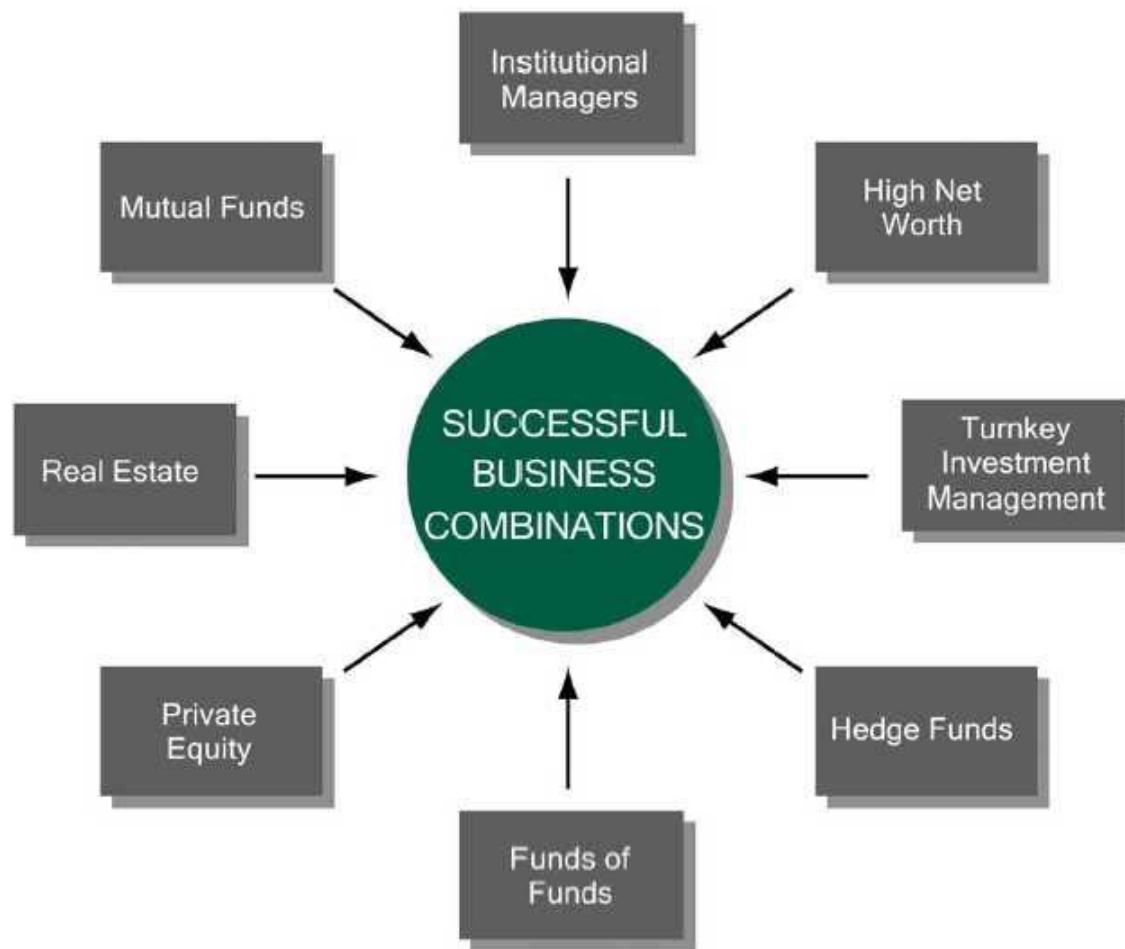 Institutional
Managers
Mutual Funds
High Net
Worth
SUCCESSFUL
BUSINESS
COMBINATIONS
Real Estate
Turnkey
Investment
Management
Private
Equity
Hedge Funds
Funds of
Funds